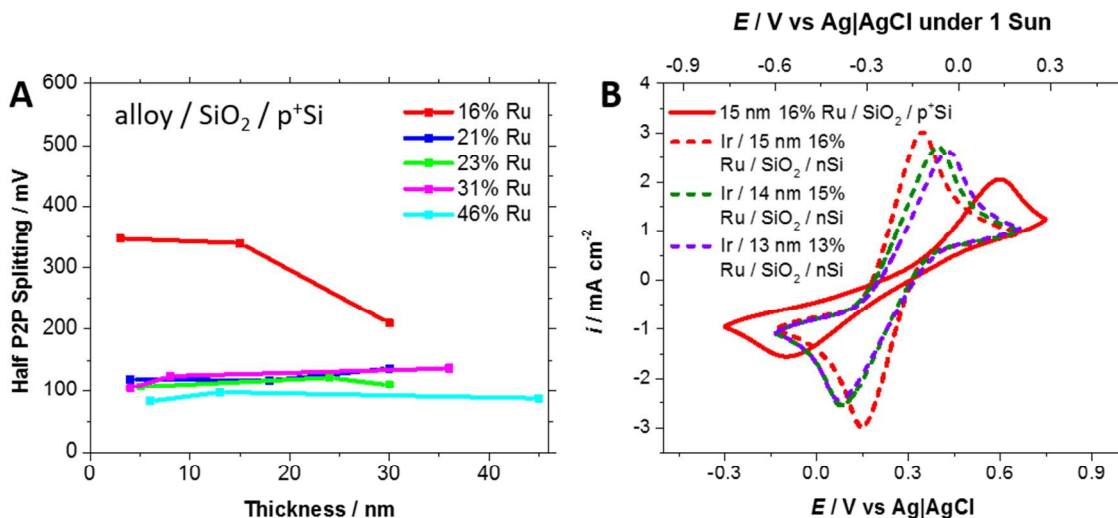 A
alloy / SiO₂ / p⁺Si
16% Ru
21% Ru
23% Ru
31% Ru
46% Ru
Half P2P Splitting / mV
600
500
400
300
200
100
0
0 10 20 30 40
Thickness / nm
E / V vs Ag|AgCl under 1 Sun
-0.9 -0.6 -0.3 0.0 0.3
B
15 nm 16% Ru / SiO₂ / p⁺Si
Ir / 15 nm 16%
Ru / SiO₂ / nSi
Ir / 14 nm 15%
Ru / SiO₂ / nSi
Ir / 13 nm 13%
Ru / SiO₂ / nSi
i / mA cm⁻²
4
3
2
1
0
-1
-2
-3
-0.3 0.0 0.3 0.6 0.9
E / V vs Ag|AgCl